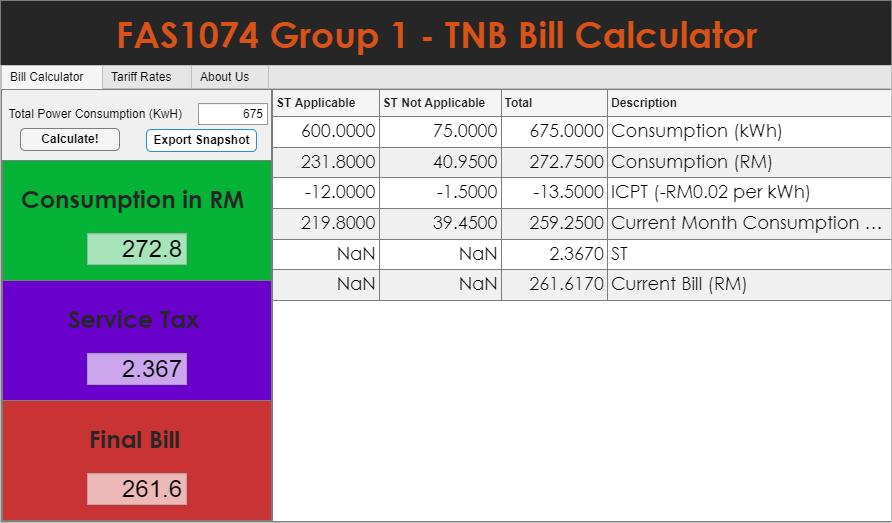 FAS1074 Group 1 - TNB Bill Calculator
Bill Calculator Tariff Rates About Us
Total Power Consumption (KwH) 675
Calculate! Export Snapshot
Consumption in RM
272.8
Service Tax
2.367
Final Bill
261.6
ST Applicable ST Not Applicable Total Description
600.0000 75.0000 675.0000 Consumption (kWh)
231.8000 40.9500 272.7500 Consumption (RM)
-12.0000 -1.5000 -13.5000 ICPT (-RM0.02 per kWh)
219.8000 39.4500 259.2500 Current Month Consumption ...
NaN NaN 2.3670 ST
NaN NaN 261.6170 Current Bill (RM)